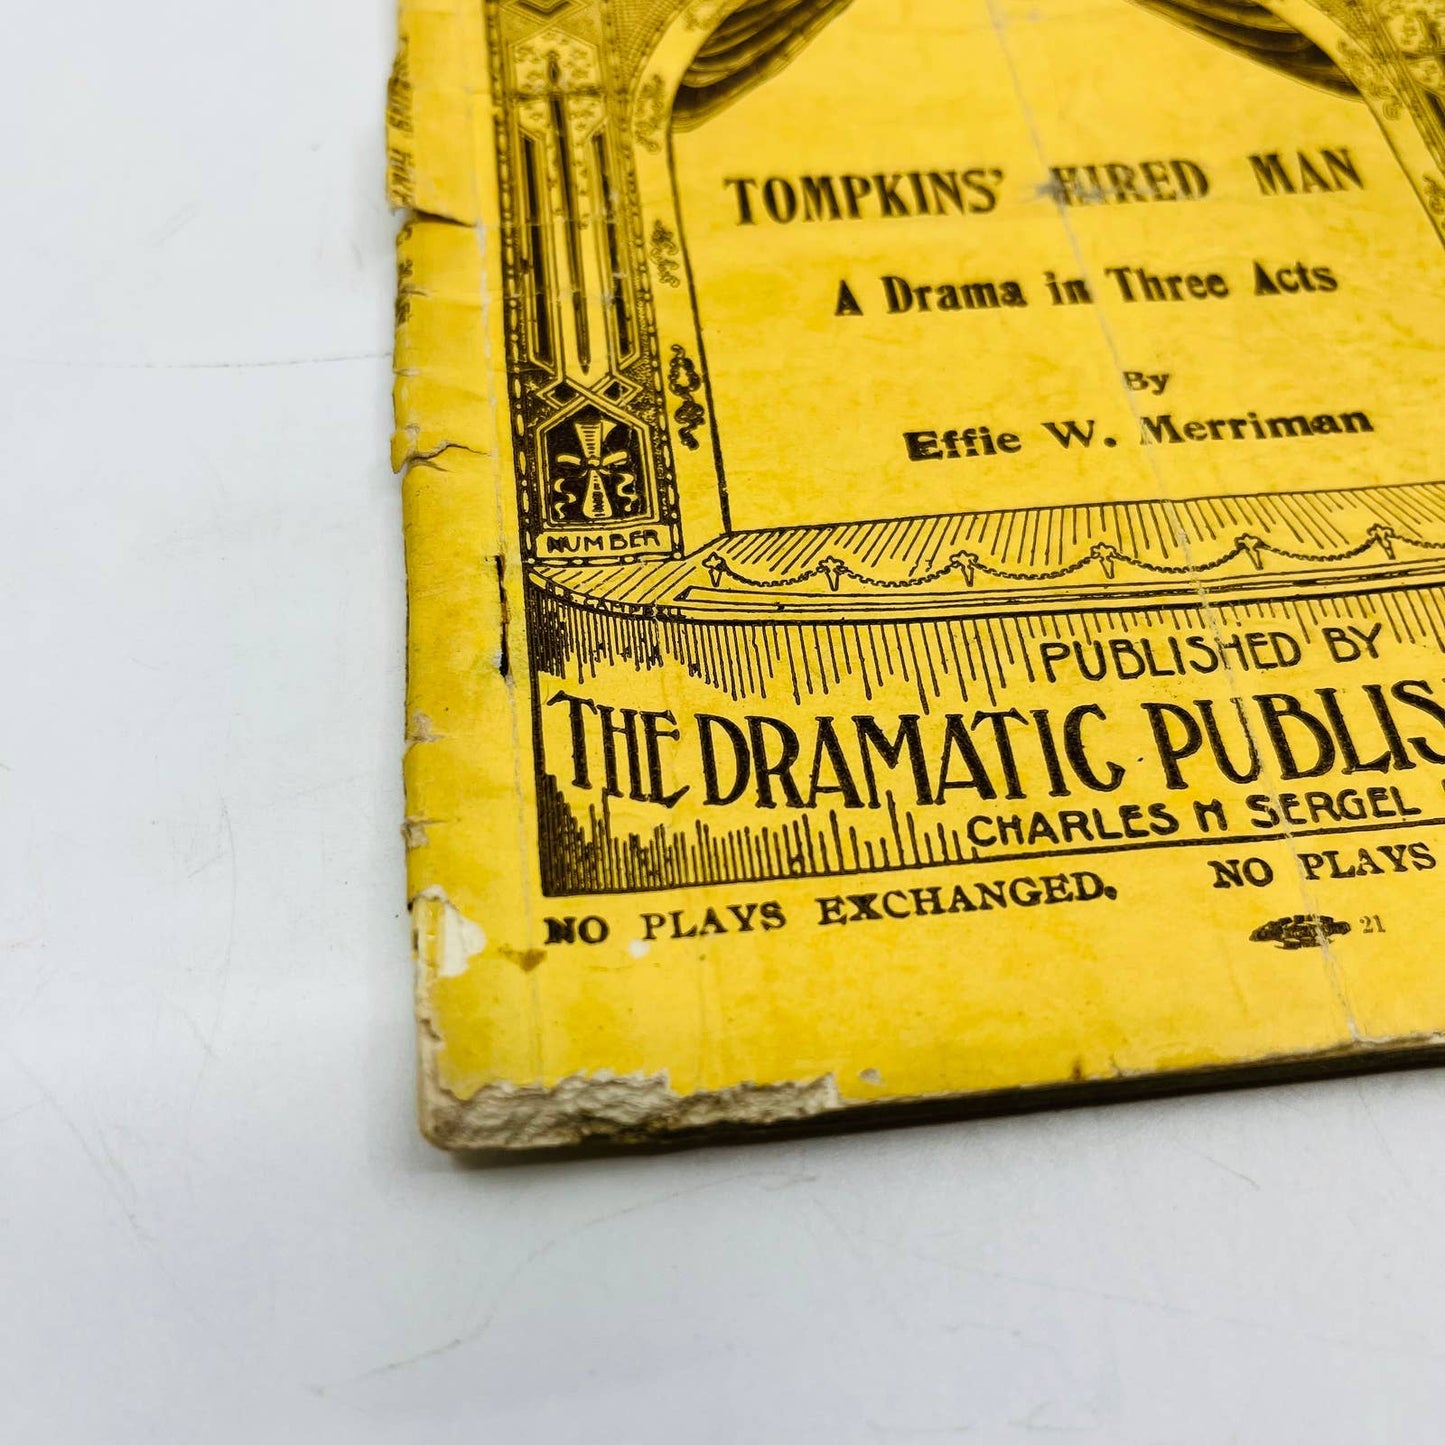 TOMPKINS' HIRED MAN
A Drama in Three Acts
By
Effie W. Merriman
NUMBER
CAMPBELL
PUBLISHED BY
THE DRAMATIC PUBLIS
CHARLES H SERGEL
NO PLAYS EXCHANGED. NO PLAYS
21